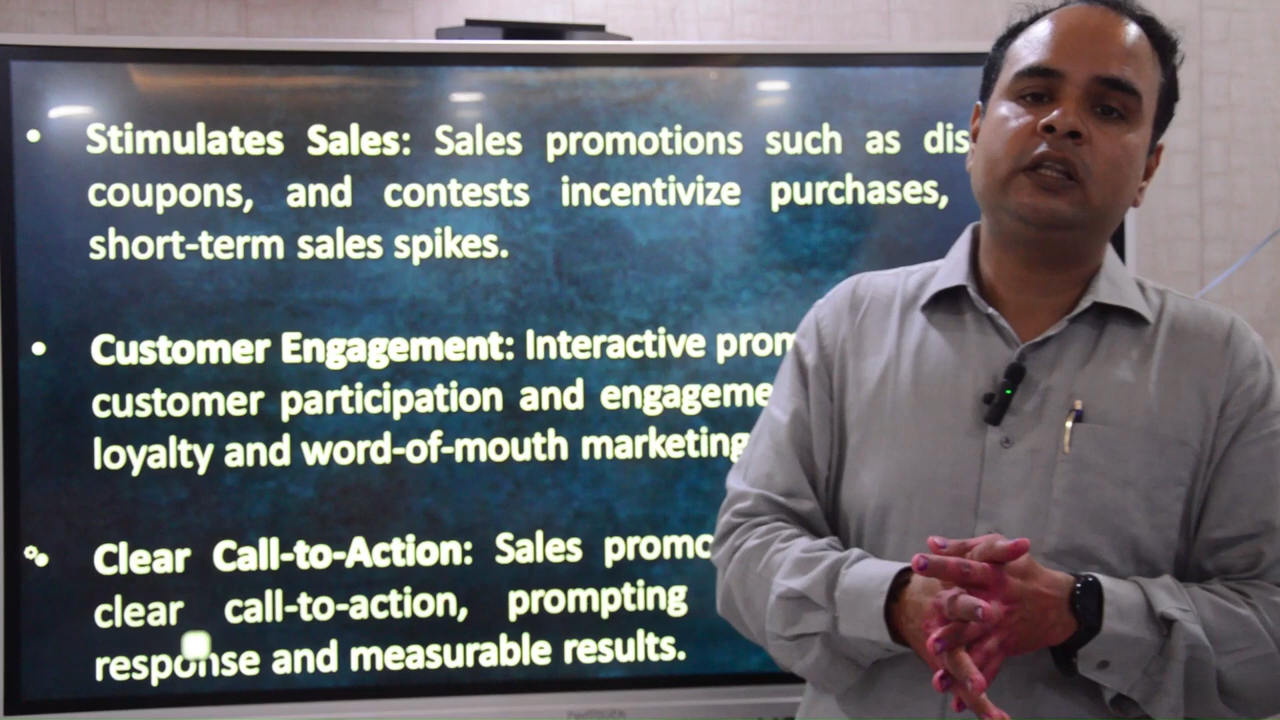 • Stimulates Sales: Sales promotions such as dis
coupons, and contests incentivize purchases,
short-term sales spikes.
• Customer Engagement: Interactive prom
customer participation and engageme
loyalty and word-of-mouth marketing
• Clear Call-to-Action: Sales promo
clear call-to-action, prompting
response and measurable results.